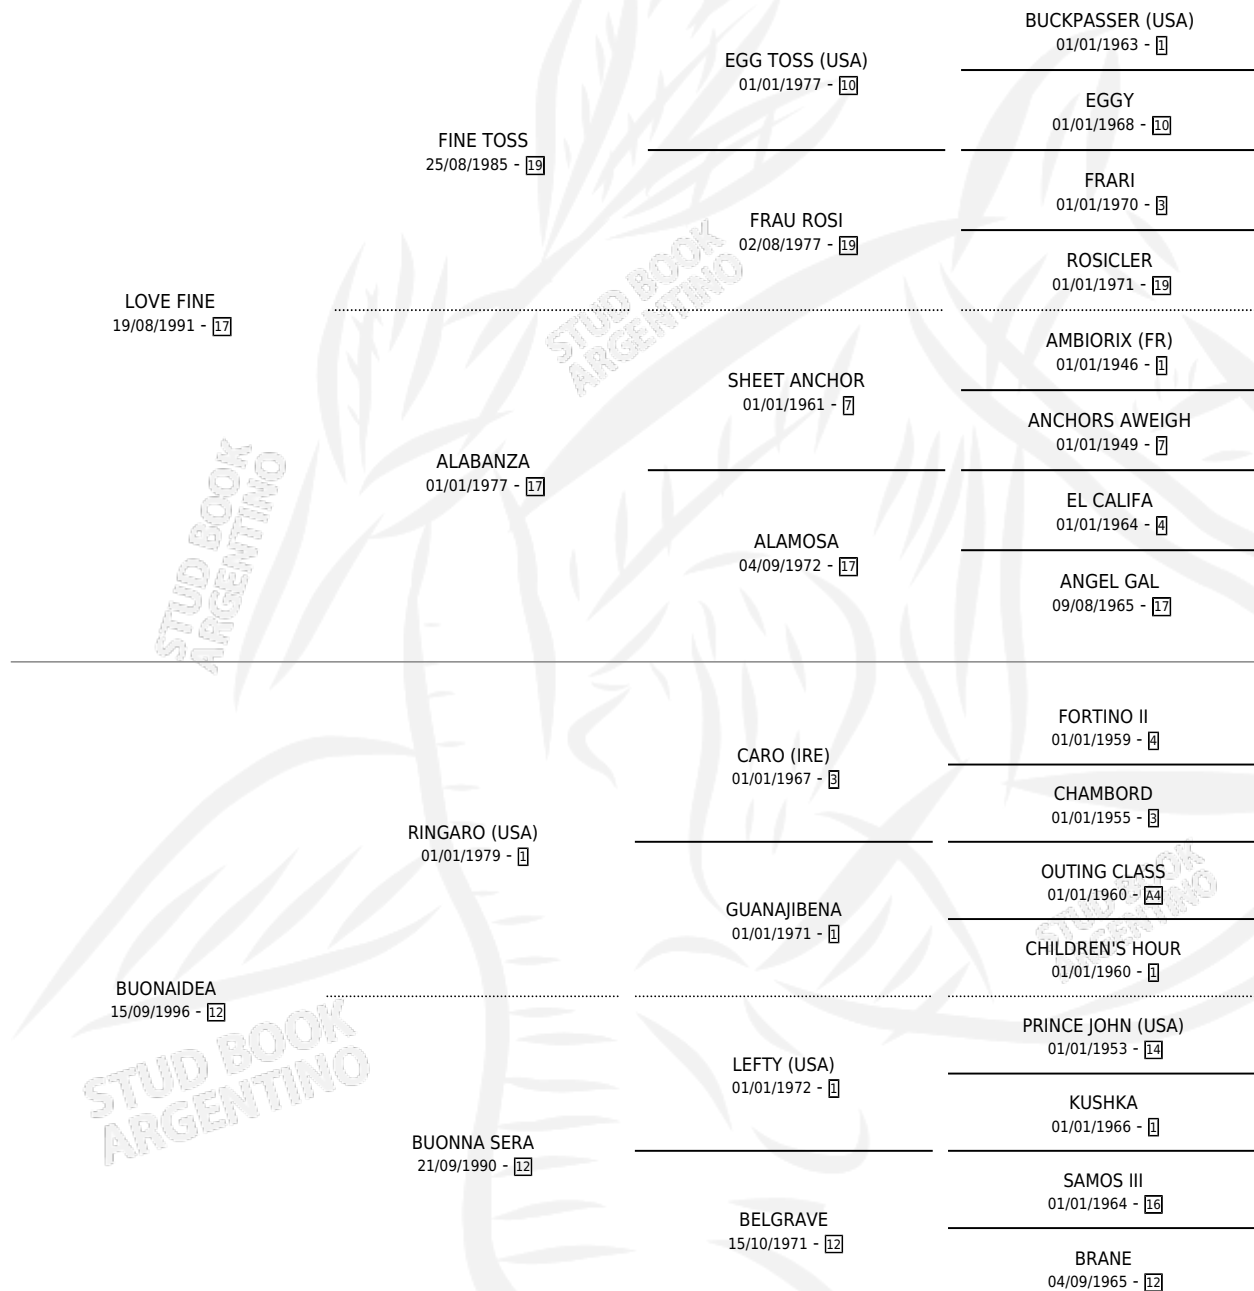 BUCKPASSER (USA)
01/01/1963 - 1
EGG TOSS (USA)
01/01/1977 - 10
EGGY
01/01/1968 - 10
FINE TOSS
25/08/1985 - 19
FRARI
01/01/1970 - 3
FRAU ROSI
02/08/1977 - 19
ROSICLER
01/01/1971 - 19
LOVE FINE
19/08/1991 - 17
AMBIORIX (FR)
01/01/1946 - 1
SHEET ANCHOR
01/01/1961 - 7
ANCHORS AWEIGH
01/01/1949 - 7
ALABANZA
01/01/1977 - 17
EL CALIFA
01/01/1964 - 4
ALAMOSA
04/09/1972 - 17
ANGEL GAL
09/08/1965 - 17
FORTINO II
01/01/1959 - 4
CARO (IRE)
01/01/1967 - 3
CHAMBORD
01/01/1955 - 3
RINGARO (USA)
01/01/1979 - 1
OUTING CLASS
01/01/1960 - A4
GUANAJIBENA
01/01/1971 - 1
CHILDREN'S HOUR
01/01/1960 - 1
BUONAIDEA
15/09/1996 - 12
PRINCE JOHN (USA)
01/01/1953 - 14
LEFTY (USA)
01/01/1972 - 1
KUSHKA
01/01/1966 - 1
BUONNA SERA
21/09/1990 - 12
SAMOS III
01/01/1964 - 16
BELGRAVE
15/10/1971 - 12
BRANE
04/09/1965 - 12
STUD BOOK
ARGENTINO
STUD BOOK
ARGENTINO
STUD BOOK
ARGENTINO
STUD BOOK
ARGENTINO